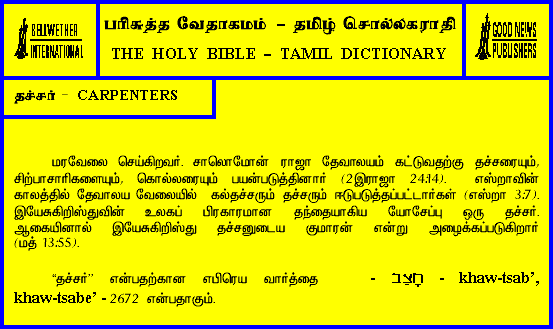 BELLWETHER
INTERNATIONAL
பரிசுத்த வேதாகமம் – தமிழ் சொல்லகராதி
THE HOLY BIBLE – TAMIL DICTIONARY
GOOD NEWS
PUBLISHERS
தச்சர் – CARPENTERS
மரவேலை செய்கிறவர். சாலொமோன் ராஜா தேவாலயம் கட்டுவதற்கு தச்சரையும்,
சிற்பாசாரிகளையும், கொல்லரையும் பயன்படுத்தினார் (2இராஜா 24:14). எஸ்றாவின்
காலத்தில் தேவாலய வேலையில் கல்தச்சரும் தச்சரும் ஈடுபடுத்தப்பட்டார்கள் (எஸ்றா 3:7).
இயேசுகிறிஸ்துவின் உலகப் பிரகாரமான தந்தையாகிய யோசேப்பு ஒரு தச்சர்.
ஆகையினால் இயேசுகிறிஸ்து தச்சனுடைய குமாரன் என்று அழைக்கப்படுகிறார்
(மத் 13:55).
“தச்சர்” என்பதற்கான எபிரெய வார்த்தை - חָצַב - khaw-tsab’,
khaw-tsabe’ - 2672 என்பதாகும்.